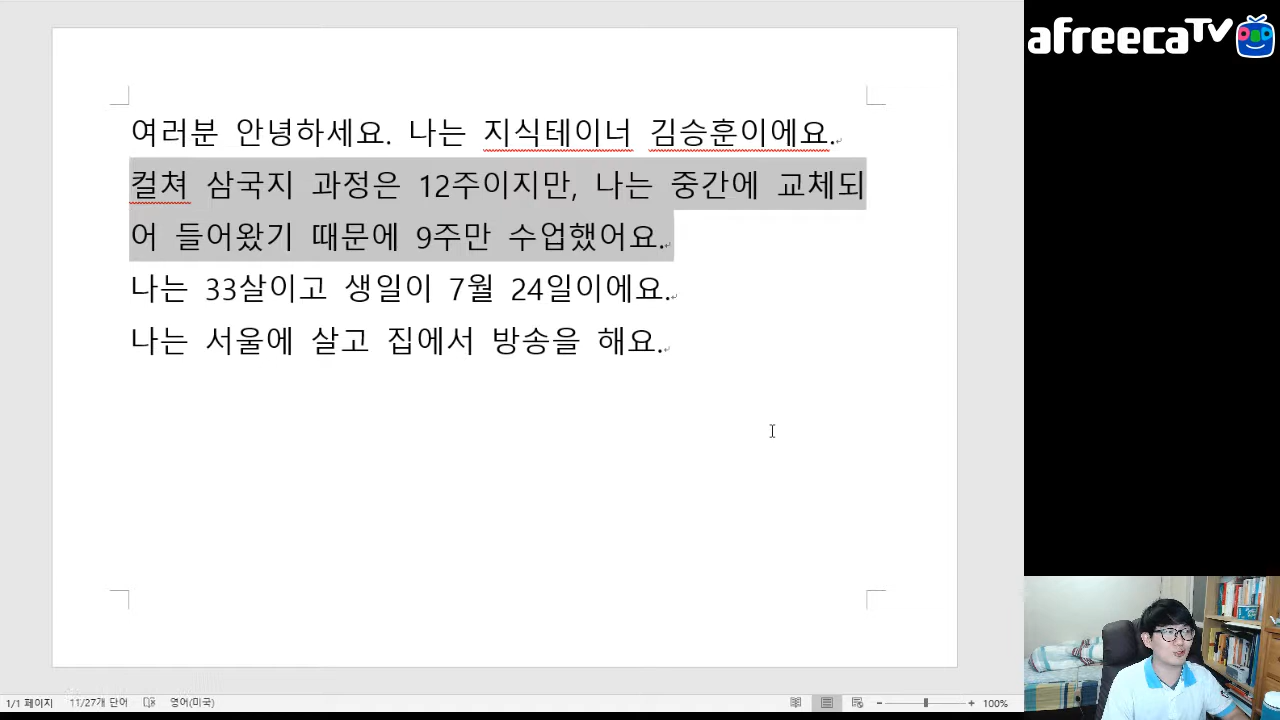 afreecaTV
여러분 안녕하세요. 나는 지식테이너 김승훈이에요.
컬쳐 삼국지 과정은 12주이지만, 나는 중간에 교체되
어 들어왔기 때문에 9주만 수업했어요.
나는 33살이고 생일이 7월 24일이에요.
나는 서울에 살고 집에서 방송을 해요.
1/1 페이지 11/27개 단어 영어(미국) 100%